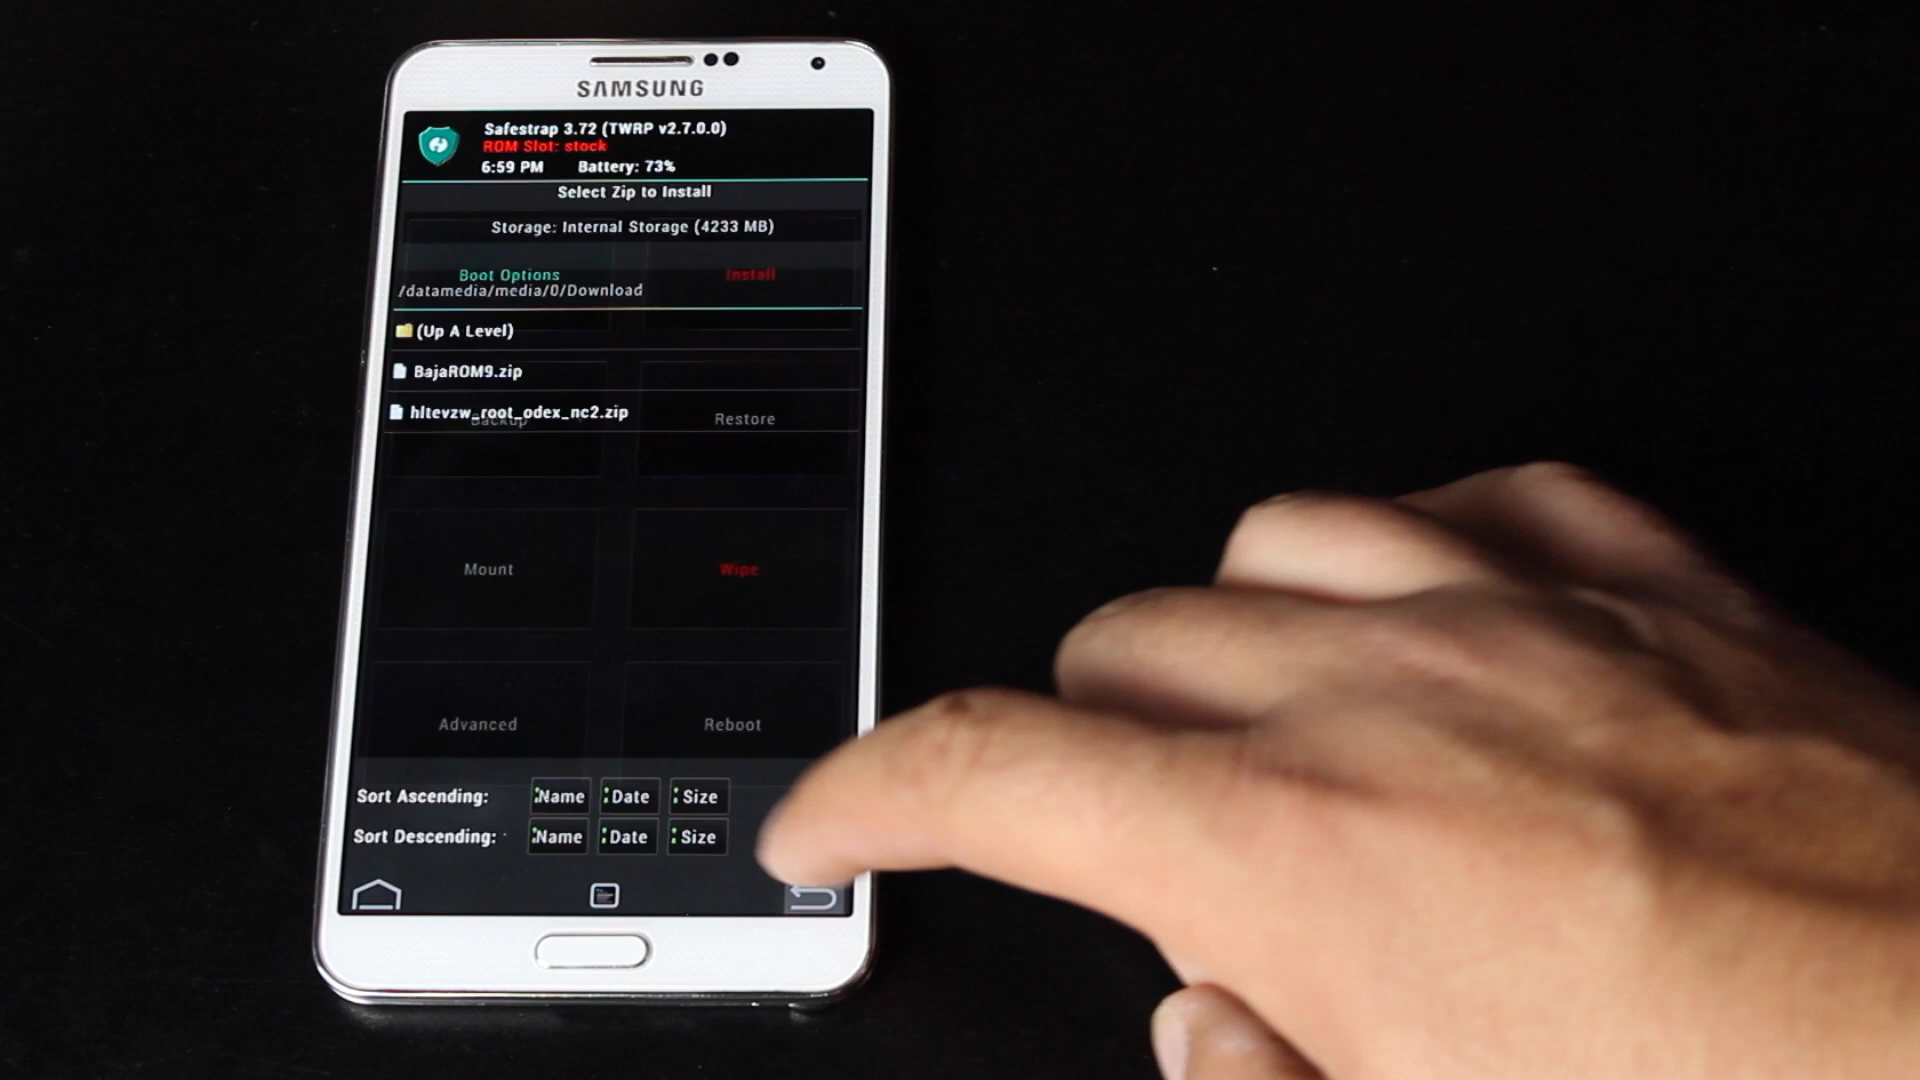 SAMSUNG
Safestrap 3.72 (TWRP v2.7.0.0)
ROM Slot: stock
6:59 PM Battery: 73%
Select Zip to Install
Storage: Internal Storage (4233 MB)
Boot Options Install
/datamedia/media/0/Download
(Up A Level)
BajaROM9.zip
hltevzw_root_odex_nc2.zip
Backup Restore
Mount Wipe
Advanced Reboot
Sort Ascending: Name Date Size
Sort Descending: Name Date Size